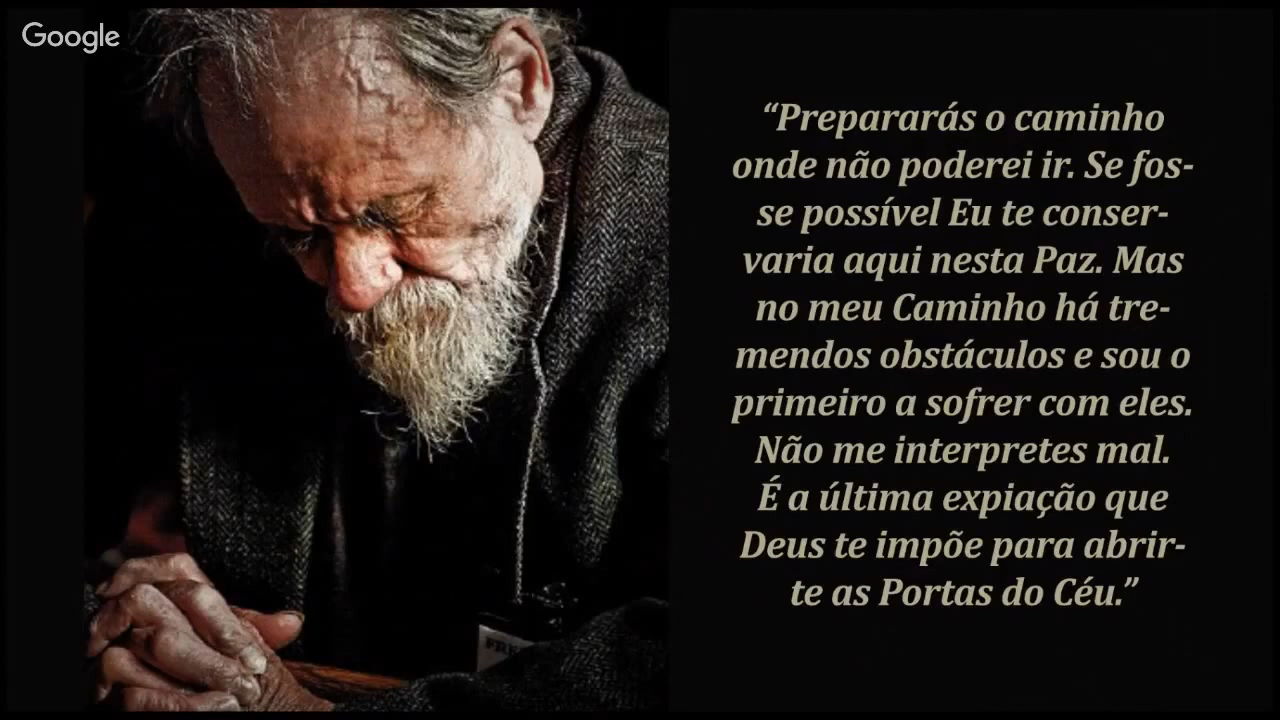 Google
“Prepararás o caminho
onde não poderei ir. Se fos-
se possível Eu te conser-
varia aqui nesta Paz. Mas
no meu Caminho há tre-
mendos obstáculos e sou o
primeiro a sofrer com eles.
Não me interpretes mal.
É a última expiação que
Deus te impõe para abrir-
te as Portas do Céu.”